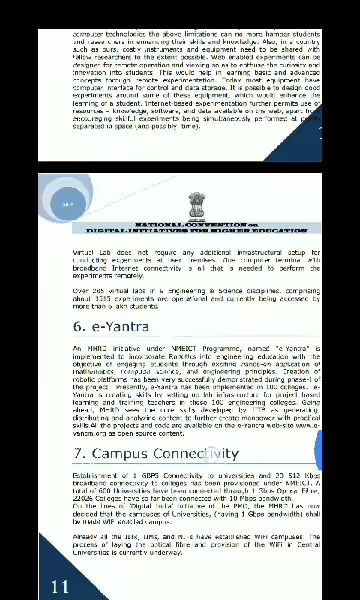 computer technologies the above limitations can no more hamper students
and researchers in enhancing their skills and knowledge. Also, in a country
such as ours, costly instruments and equipment need to be shared with
fellow researchers to the extent possible. Web enabled experiments can be
designed for remote operation and viewing so as to enthuse the curiosity and
innovation into students. This would help in learning basic and advanced
concepts through remote experimentation. Today most equipment have
computer interface for control and data storage. It is possible to design good
experiments around some of these equipment, which would enhance the
learning of a student. Internet-based experimentation further permits use of
resources – knowledge, software, and data available on the web, apart from
encouraging skillful experiments being simultaneously performed at points
separated in space (and possibly, time).
NATIONAL CONVENTION on
DIGITAL INITIATIVES FOR HIGHER EDUCATION
Virtual Lab does not require any additional infrastructural setup for
conducting experiments at user premises. One computer terminal with
broadband Internet connectivity is all that is needed to perform the
experiments remotely.
Over 205 virtual labs in 9 Engineering & Science disciplines, comprising
about 1515 experiments are operational and currently being accessed by
more than students.
6. e-Yantra
An MHRD initiative under NMEICT Programme, named "e-Yantra" is
implemented to incorporate Robotics into engineering education with the
objective of engaging students through exciting hands-on application of
mathematics, computer science, and engineering principles. Creation of
robotic platforms has been very successfully demonstrated during phase-I of
the project. Presently, e-Yantra has been implemented in 100 colleges. e-
Yantra is creating skills by setting up lab infrastructure for project based
learning and training teachers in these 100 engineering colleges. Going
ahead, MHRD sees the core skills developed by IITB as generating,
distributing and analyzing content to further create manpower with practical
skills. All the projects and code are available on the e-Yantra web-site www.e-
yantra.org as open source content.
7. Campus Connectivity
Establishment of 1 GBPS Connectivity to universities and 20 512 Kbps
broadband connectivity to colleges has been provisioned under NMEICT. A
total of 600 Universities have been connected through 1 Gbps Optical Fibre,
22026 Colleges have so far been connected with 10 Mbps bandwidth.
On the lines of 'Digital India' initiative of the PMO, the MHRD has now
decided that the campuses of Universities, (having 1 Gbps bandwidth) shall
be made WiFi enabled campus.
Already all the IITs, IIMs, and NITs have established WiFi campuses. The
process of laying the optical fibre and provision of the WiFi in Central
Universities is currently underway.
11